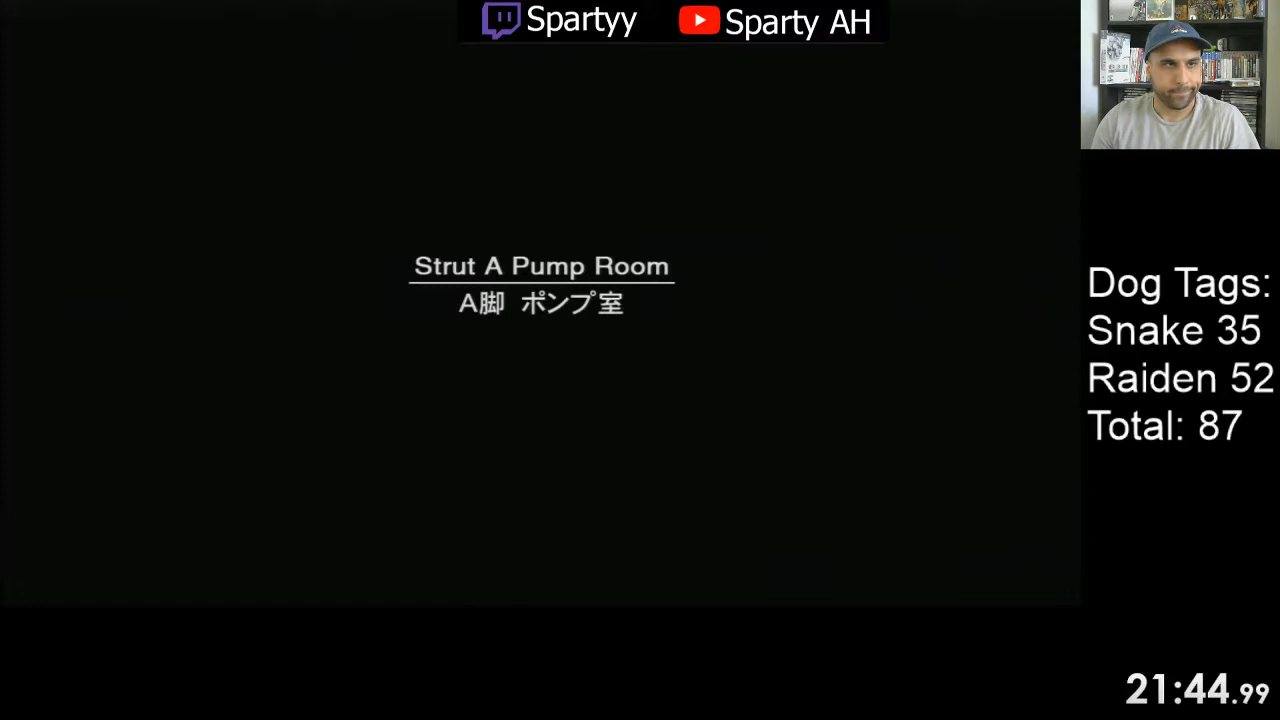 Spartyy
Sparty AH
Strut A Pump Room
A脚 ポンプ室
Dog Tags:
Snake 35
Raiden 52
Total: 87
21:44.99